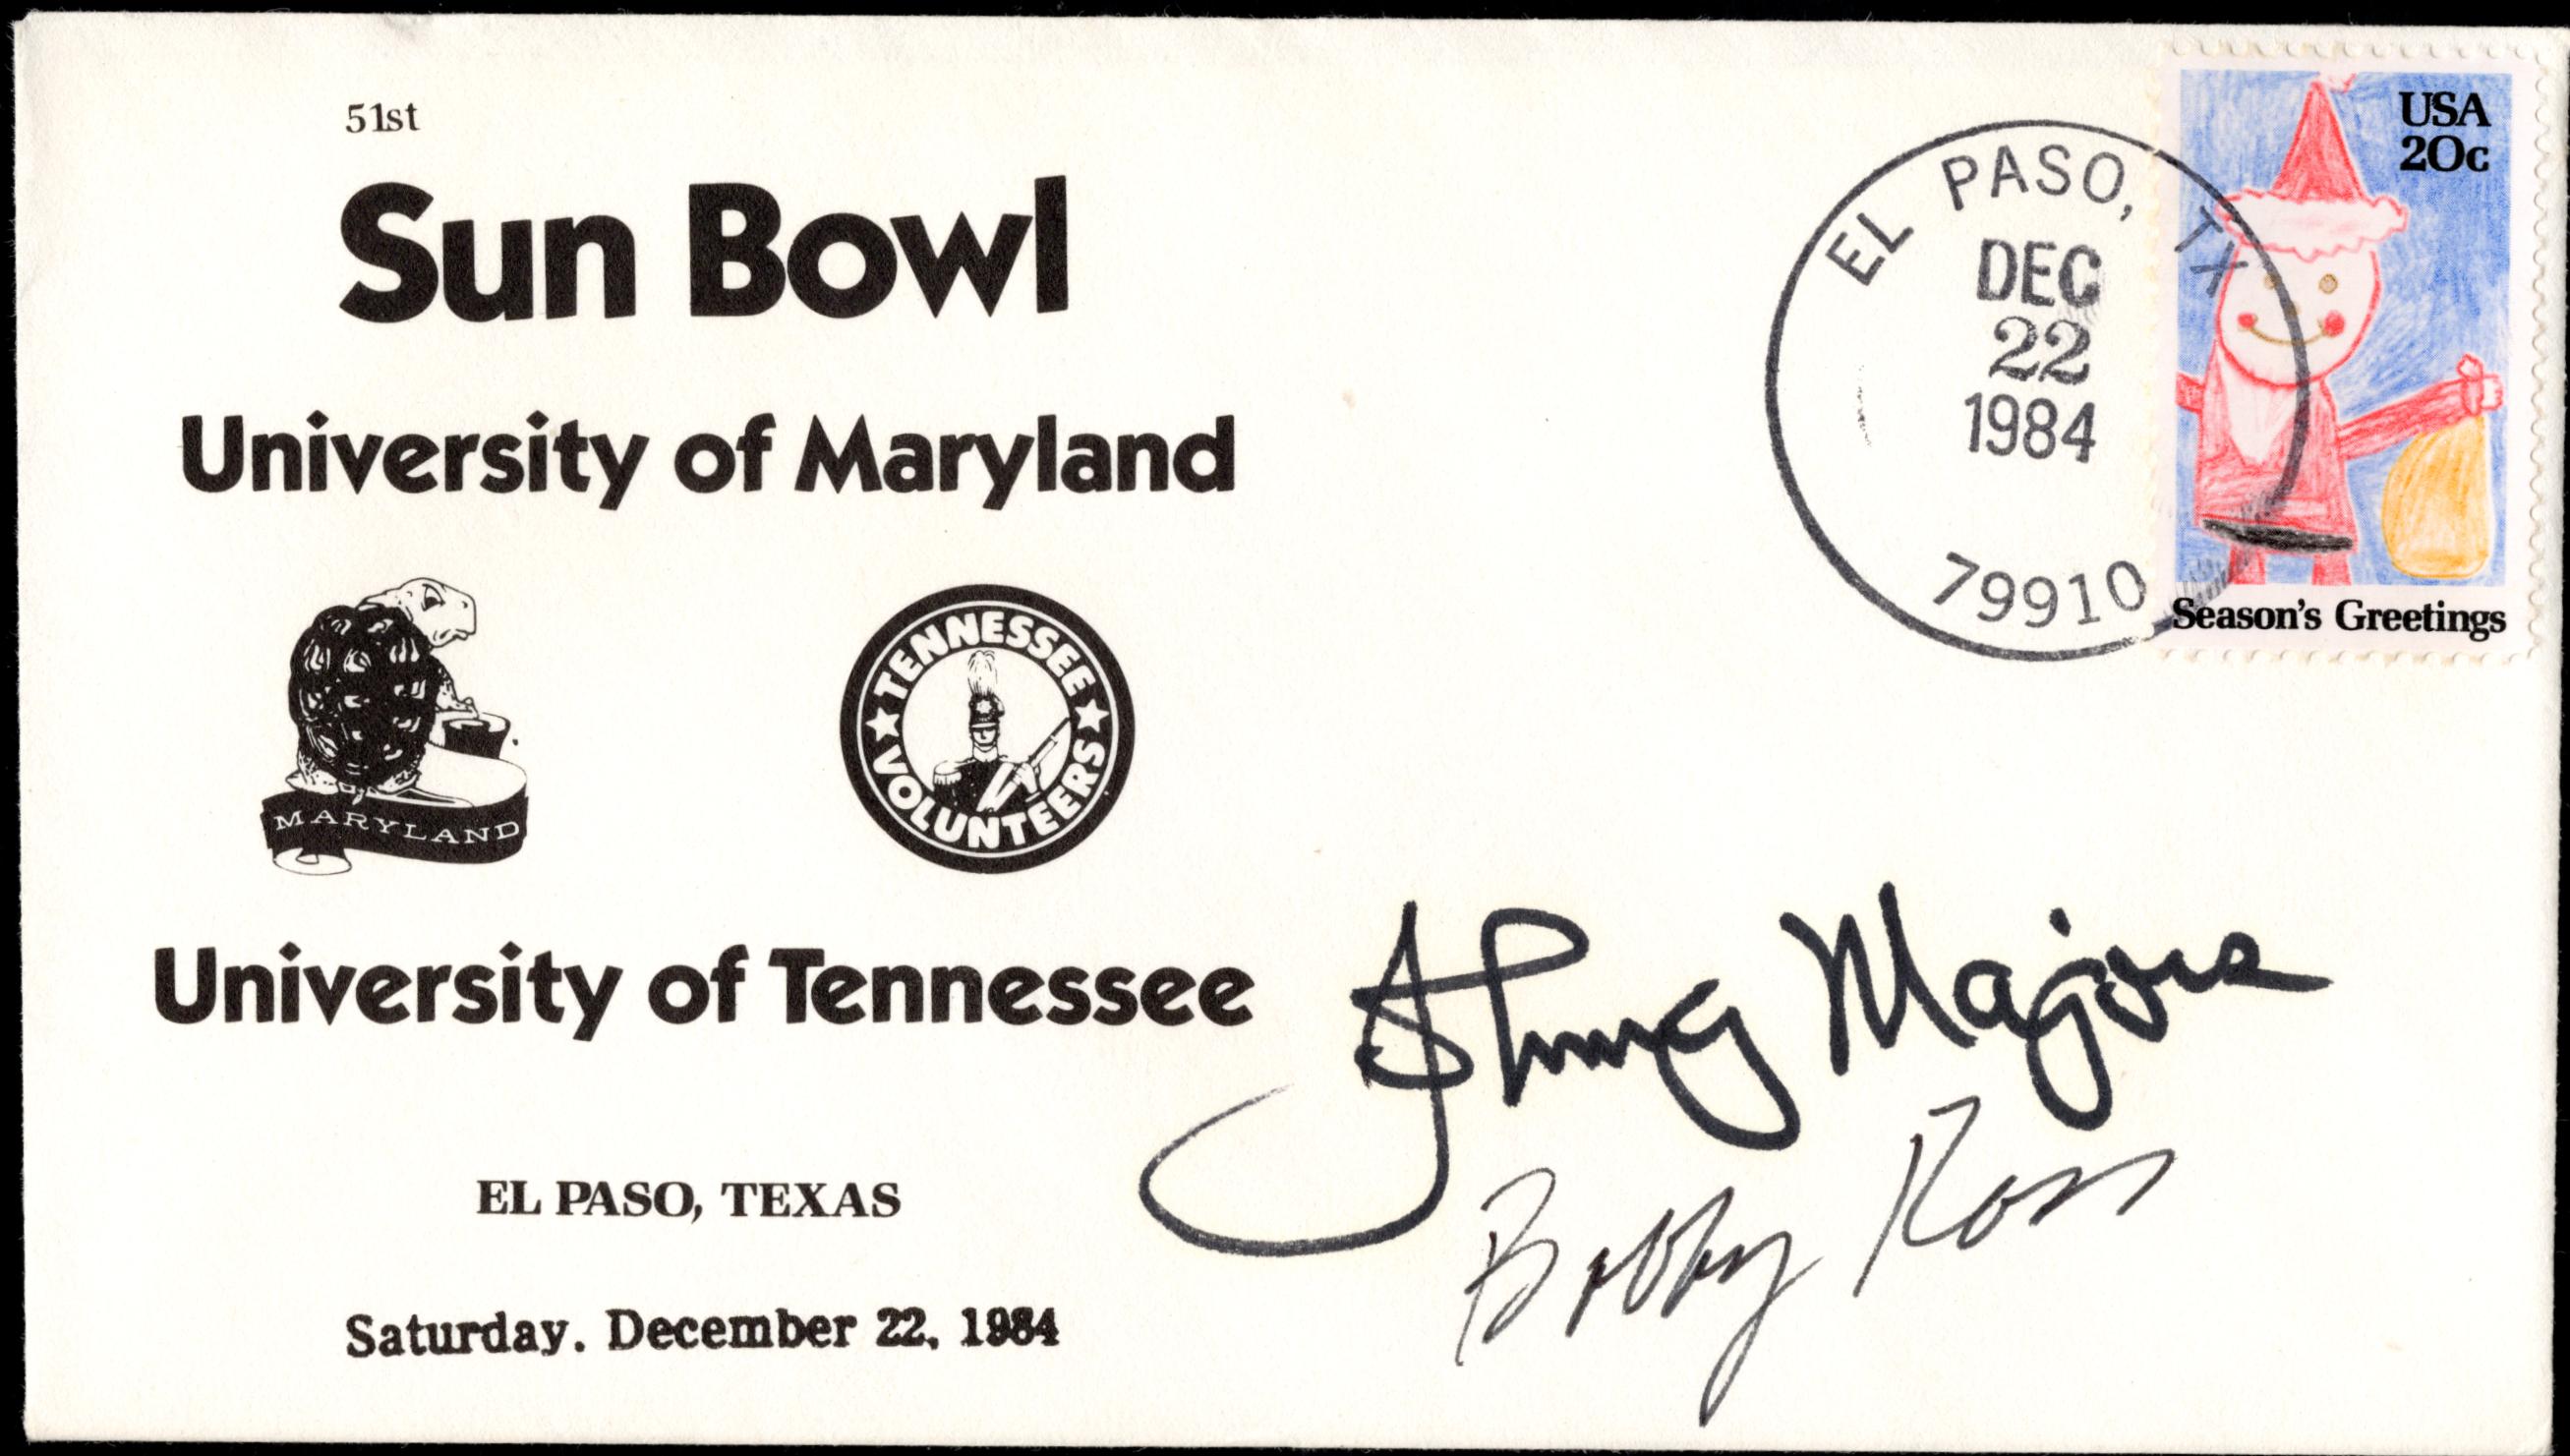 51st
Sun Bowl
University of Maryland
MARYLAND
TENNESSEE
VOLUNTEERS
University of Tennessee
EL PASO, TEXAS
Saturday. December 22, 1984
EL PASO, TX
DEC
22
1984
79910
USA
20c
Season's Greetings
Johnny Majors
Bobby Ross